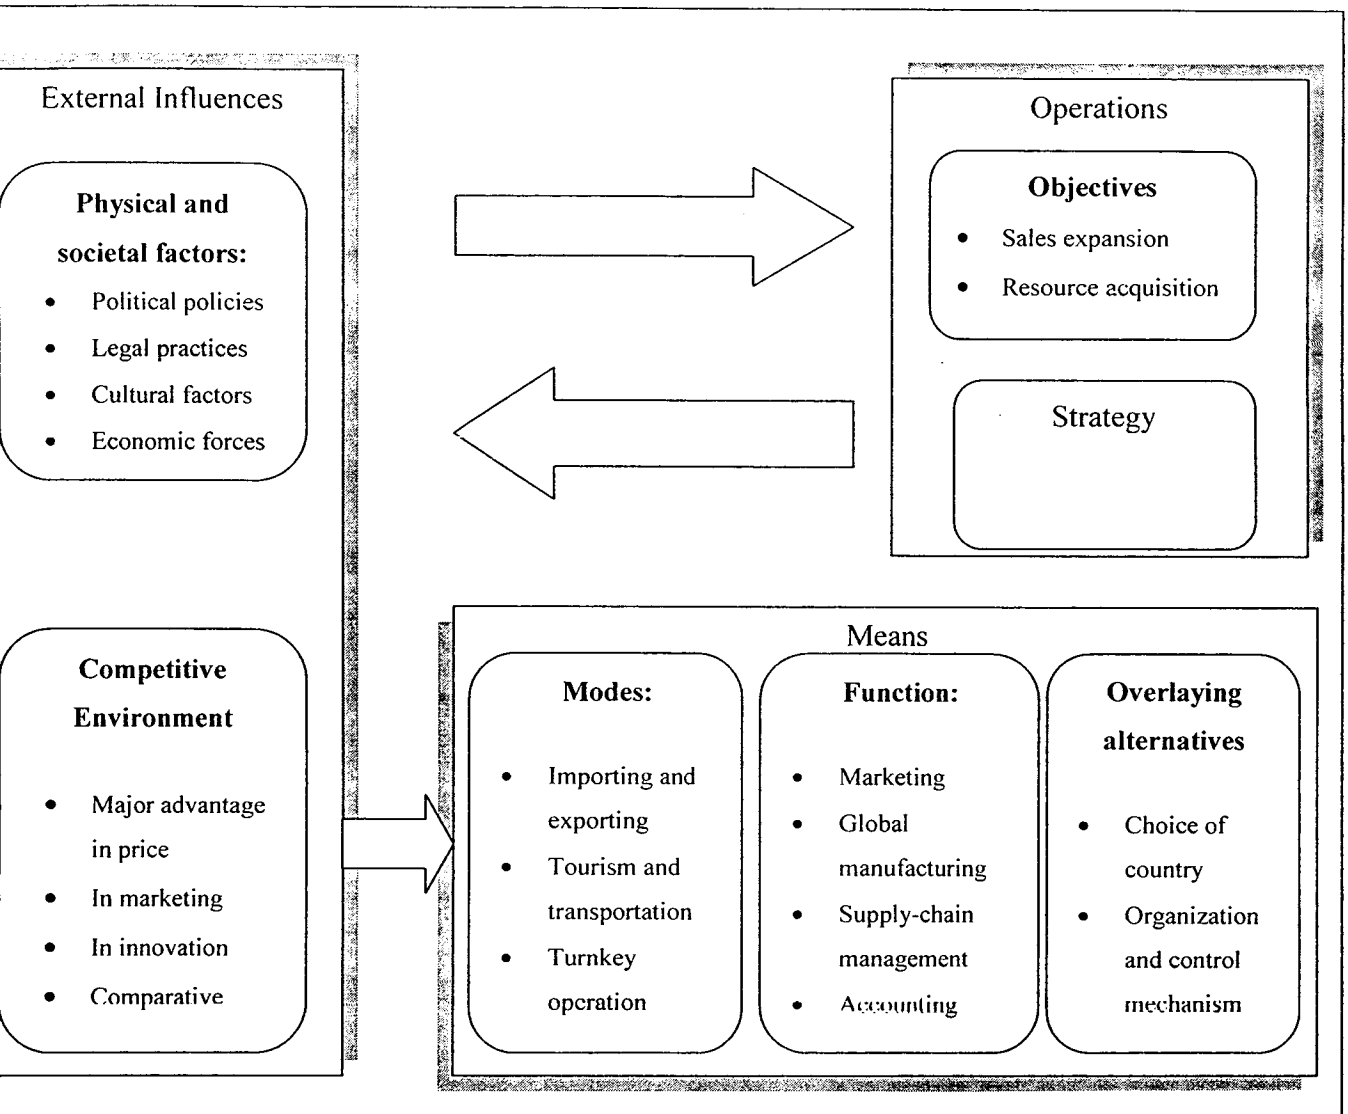 External Influences
Physical and
societal factors:
• Political policies
• Legal practices
• Cultural factors
• Economic forces
Competitive
Environment
• Major advantage
in price
• In marketing
• In innovation
• Comparative
Operations
Objectives
• Sales expansion
• Resource acquisition
Strategy
Means
Modes:
• Importing and
exporting
• Tourism and
transportation
• Turnkey
operation
Function:
• Marketing
• Global
manufacturing
• Supply-chain
management
• Accounting
Overlaying
alternatives
• Choice of
country
• Organization
and control
mechanism